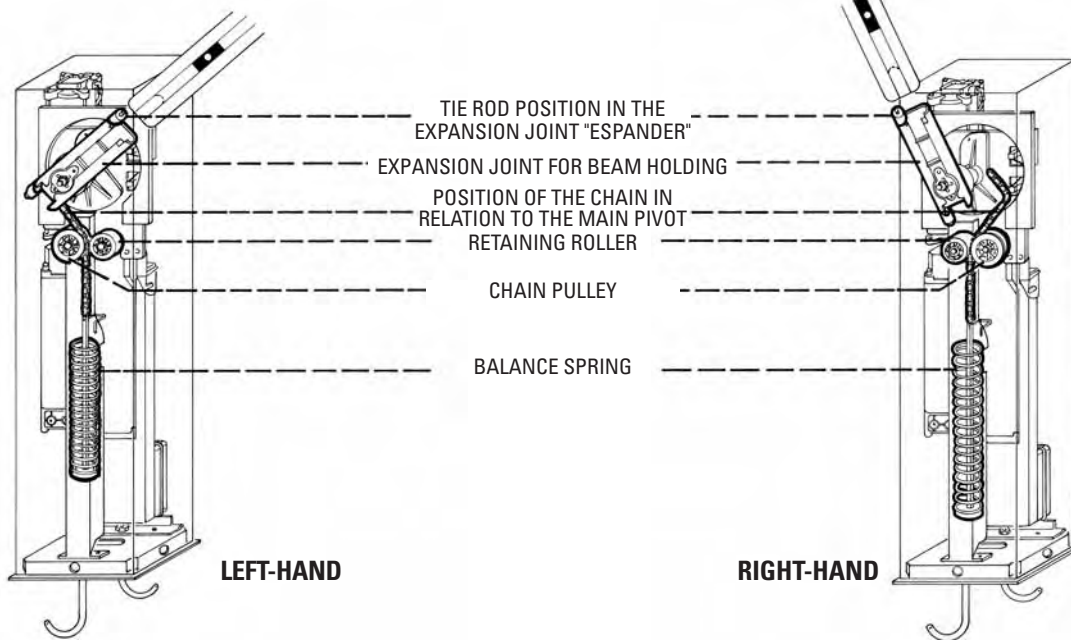 TIE ROD POSITION IN THE
EXPANSION JOINT "ESPANDER"
EXPANSION JOINT FOR BEAM HOLDING
POSITION OF THE CHAIN IN
RELATION TO THE MAIN PIVOT
RETAINING ROLLER
CHAIN PULLEY
BALANCE SPRING
LEFT-HAND
RIGHT-HAND